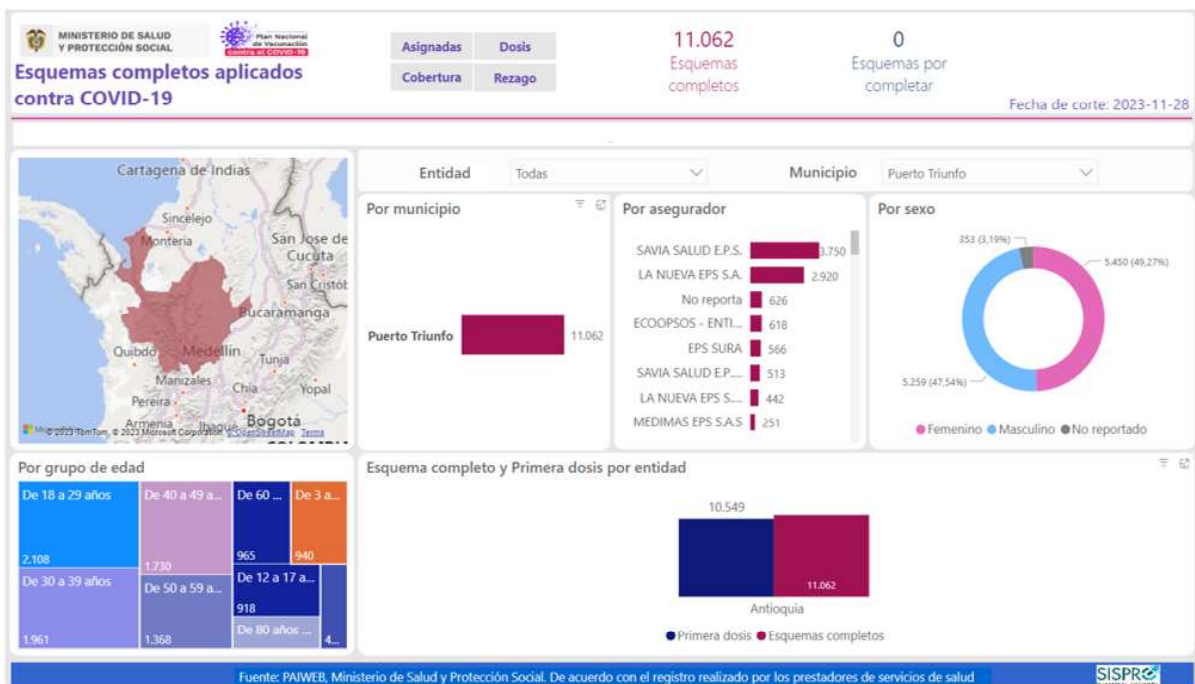 MINISTERIO DE SALUD
Y PROTECCIÓN SOCIAL
Plan Nacional
de Vacunación
contra el COVID-19
Esquemas completos aplicados
contra COVID-19
Asignadas
Dosis
Cobertura
Rezago
11.062
Esquemas
completos
0
Esquemas por
completar
Fecha de corte: 2023-11-28
Entidad
Todas
Municipio
Puerto Triunfo
Cartagena de Indias
Sincelejo
Montería
San Jose de
Cucuta
San Cristób
Bucaramanga
Quibdó
Medellín
Tunja
Manizales
Chia
Yopal
Pereira
Armenia
Ibague
Bogotá
© 2023 TomTom, © 2023 Microsoft Corporation, © OpenStreetMap Terms
COLOMBIA
Por municipio
Puerto Triunfo
11.062
Por asegurador
SAVIA SALUD E.P.S.
3.750
LA NUEVA EPS S.A.
2.920
No reporta
626
ECOOPSOS - ENTI...
618
EPS SURA
566
SAVIA SALUD E.P....
513
LA NUEVA EPS S....
442
MEDIMAS EPS S.A.S
251
Por sexo
353 (3,19%)
5.450 (49,27%)
5.259 (47,54%)
Femenino
Masculino
No reportado
Por grupo de edad
De 18 a 29 años
2.108
De 30 a 39 años
1.961
De 40 a 49 a...
1.730
De 50 a 59 a...
1.368
De 60 ...
965
De 3 a...
940
De 12 a 17 a...
918
De 80 años ...
4...
Esquema completo y Primera dosis por entidad
10.549
11.062
Antioquia
Primera dosis
Esquemas completos
Fuente: PAIWEB, Ministerio de Salud y Protección Social. De acuerdo con el registro realizado por los prestadores de servicios de salud
SISPRO